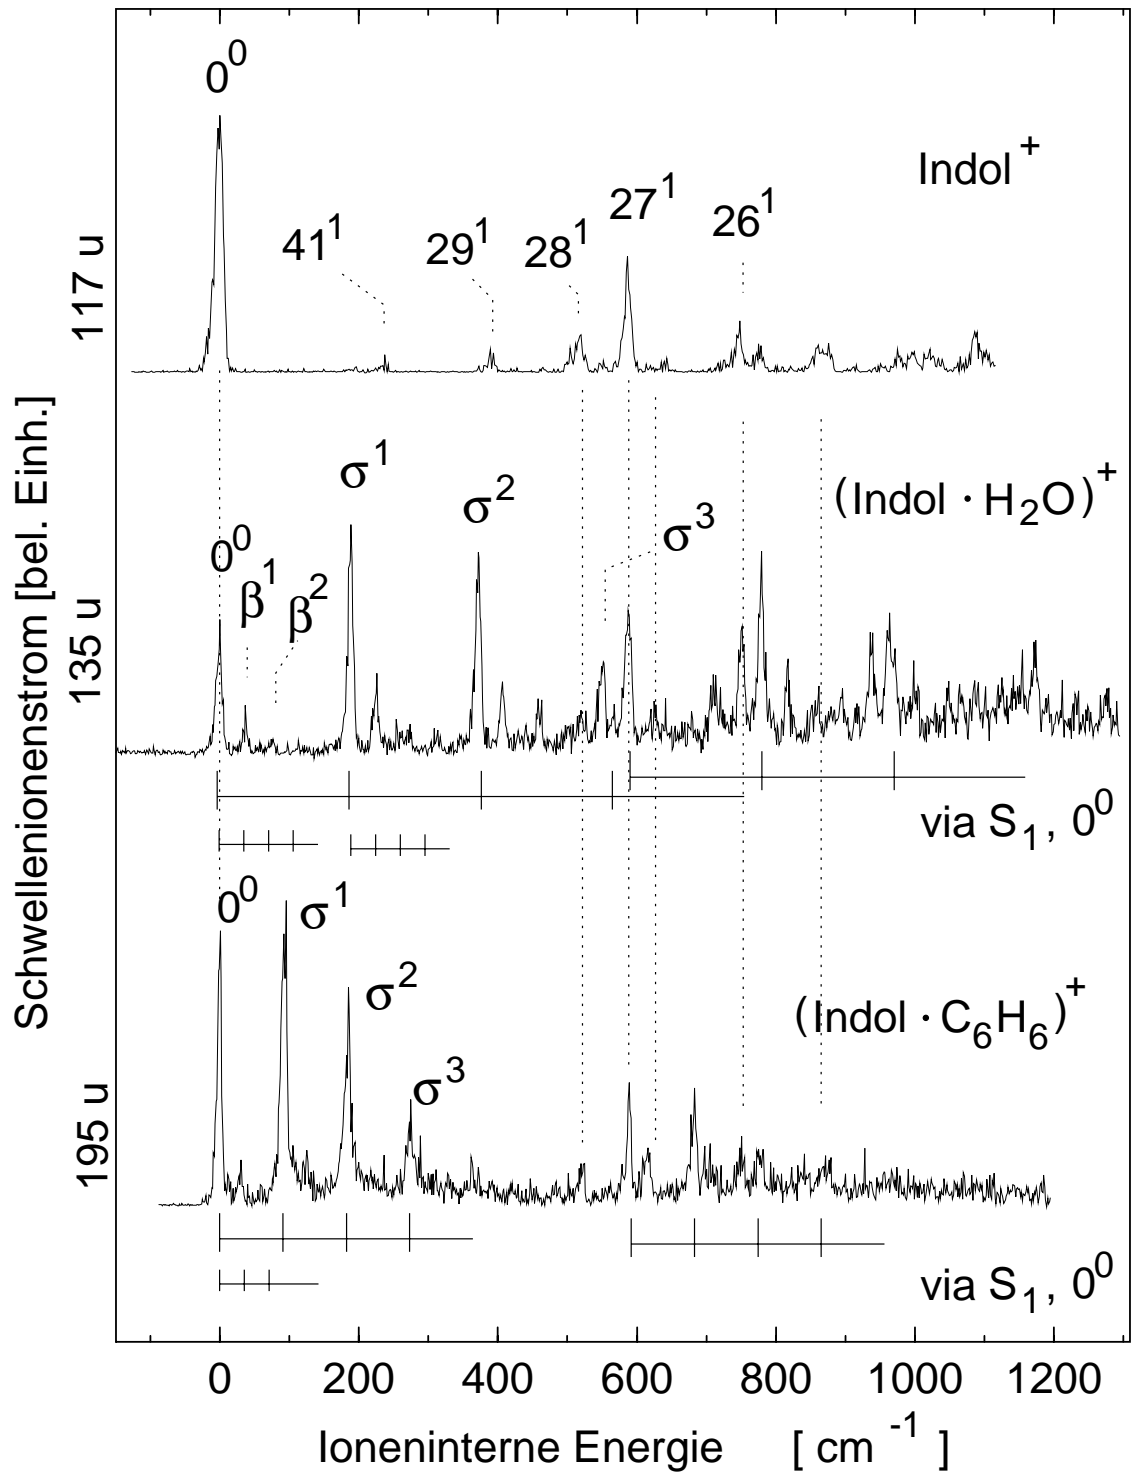 0⁰
Indol⁺
41¹
29¹
28¹
27¹
26¹
117 u
Schwellenionenstrom [bel. Einh.]
σ¹
σ²
σ³
(Indol · H₂O)⁺
0⁰
β¹
β²
135 u
via S₁, 0⁰
0⁰
σ¹
σ²
σ³
(Indol · C₆H₆)⁺
195 u
via S₁, 0⁰
0 200 400 600 800 1000 1200
Ioneninterne Energie [ cm⁻¹ ]